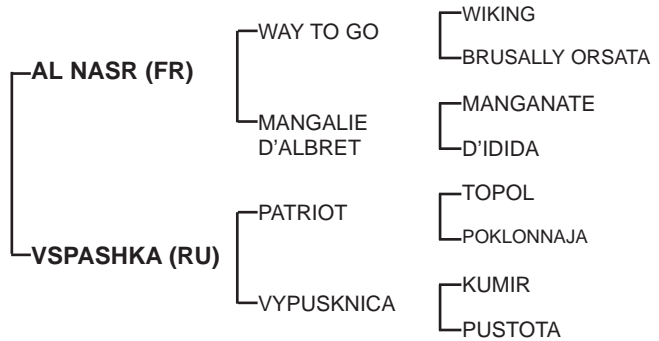 AL NASR (FR)
WAY TO GO
WIKING
BRUSALLY ORSATA
MANGALIE
D'ALBRET
MANGANATE
D'IDIDA
VSPASHKA (RU)
PATRIOT
TOPOL
POKLONNAJA
VYPUSKNICA
KUMIR
PUSTOTA